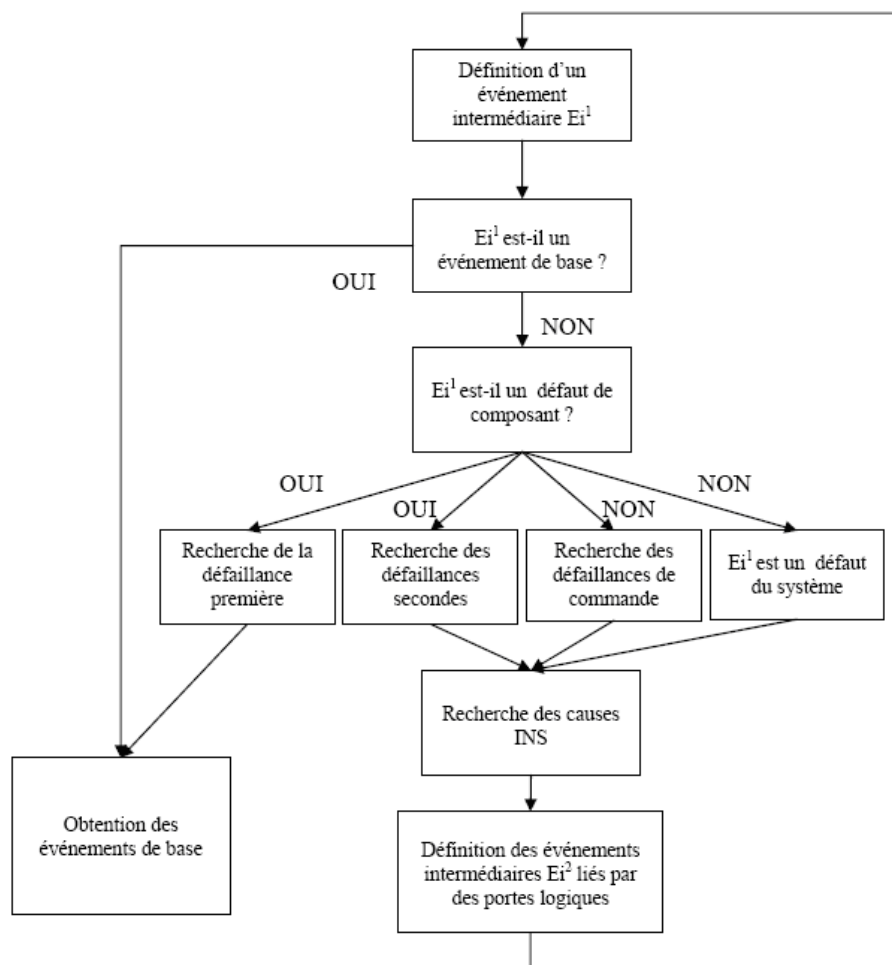 Définition d'un
événement
intermédiaire Ei¹
Ei¹ est-il un
événement de base ?
OUI
NON
Ei¹ est-il un défaut de
composant ?
OUI
OUI
NON
NON
Recherche de la
défaillance
première
Recherche des
défaillances
secondes
Recherche des
défaillances de
commande
Ei¹ est un défaut
du système
Recherche des causes
INS
Obtention des
événements de base
Définition des événements
intermédiaires Ei² liés par
des portes logiques